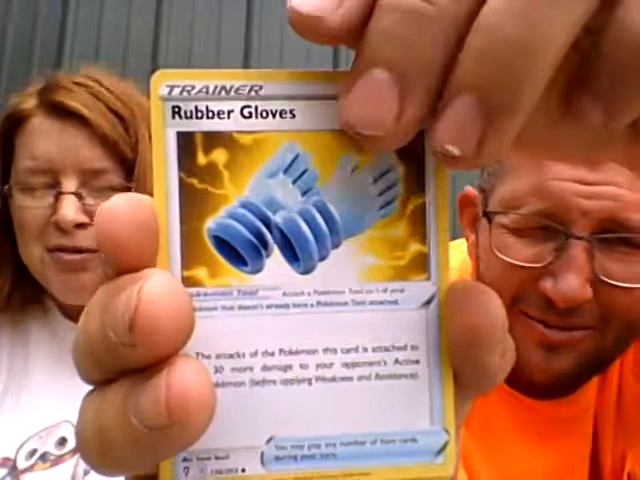 TRAINER
Rubber Gloves
Pokémon Tool Attach a Pokémon Tool to 1 of your
Pokémon that doesn't already have a Pokémon Tool attached.
The attacks of the Pokémon this card is attached to
30 more damage to your opponent's Active
Pokémon (before applying Weakness and Resistance).
You may play any number of Item cards
during your turn.